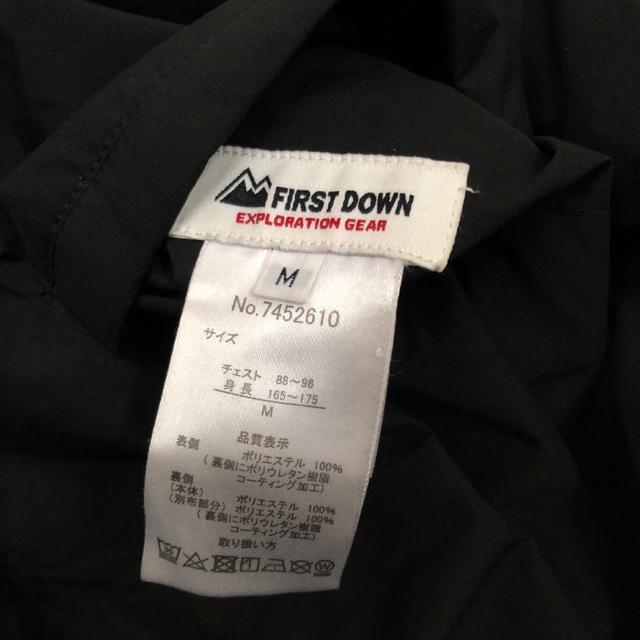 FIRST DOWN
EXPLORATION GEAR
M
No.7452610
サイズ
チェスト 88～96
身長 165～175
M
品質表示
表側 ポリエステル 100%
(裏側にポリウレタン樹脂
コーティング加工)
裏側
(本体) ポリエステル 100%
(別布部分) ポリエステル 100%
(裏側にポリウレタン樹脂
コーティング加工)
取り扱い方